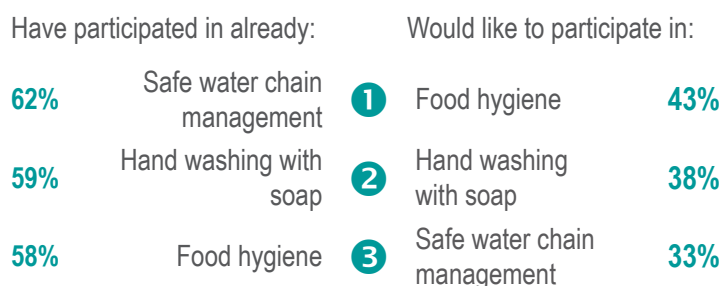 Have participated in already: Would like to participate in:
62% Safe water chain management 1 Food hygiene 43%
59% Hand washing with soap 2 Hand washing with soap 38%
58% Food hygiene 3 Safe water chain management 33%